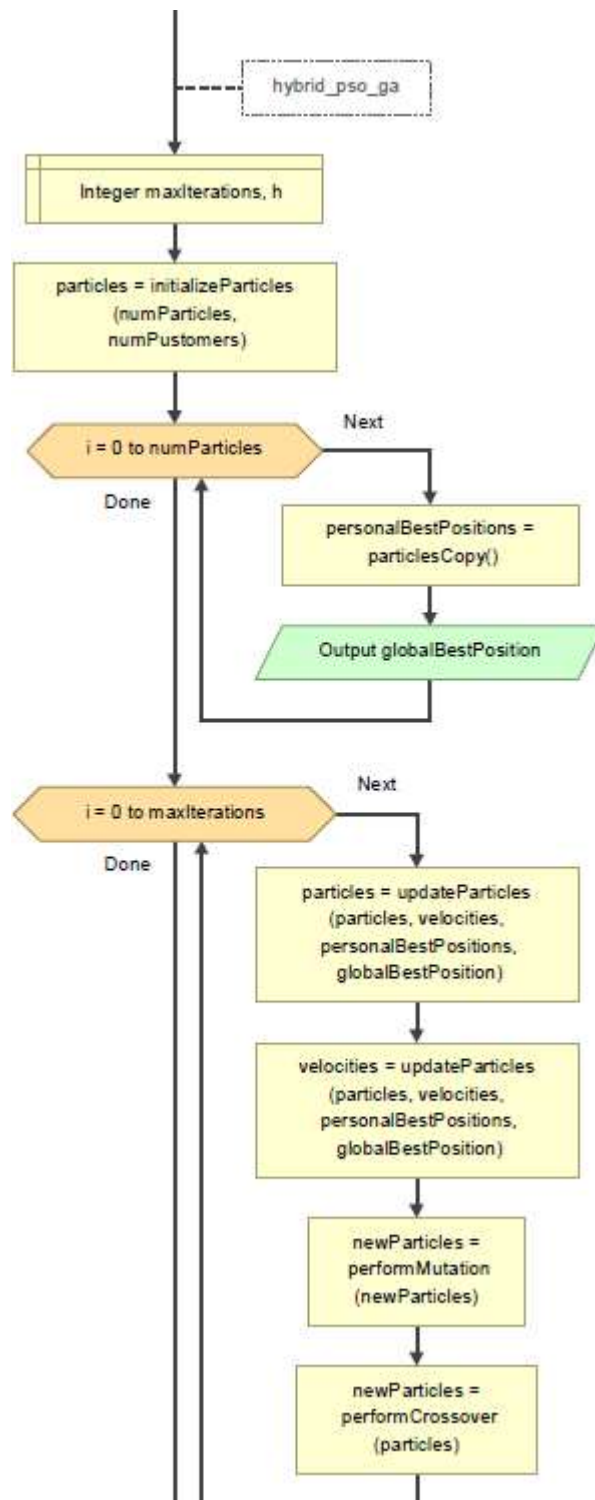 hybrid_pso_ga
Integer maxIterations, h
particles = initializeParticles
(numParticles,
numPustomers)
i = 0 to numParticles
Next
Done
personalBestPositions =
particlesCopy()
Output globalBestPosition
i = 0 to maxIterations
Next
Done
particles = updateParticles
(particles, velocities,
personalBestPositions,
globalBestPosition)
velocities = updateParticles
(particles, velocities,
personalBestPositions,
globalBestPosition)
newParticles =
performMutation
(newParticles)
newParticles =
performCrossover
(particles)